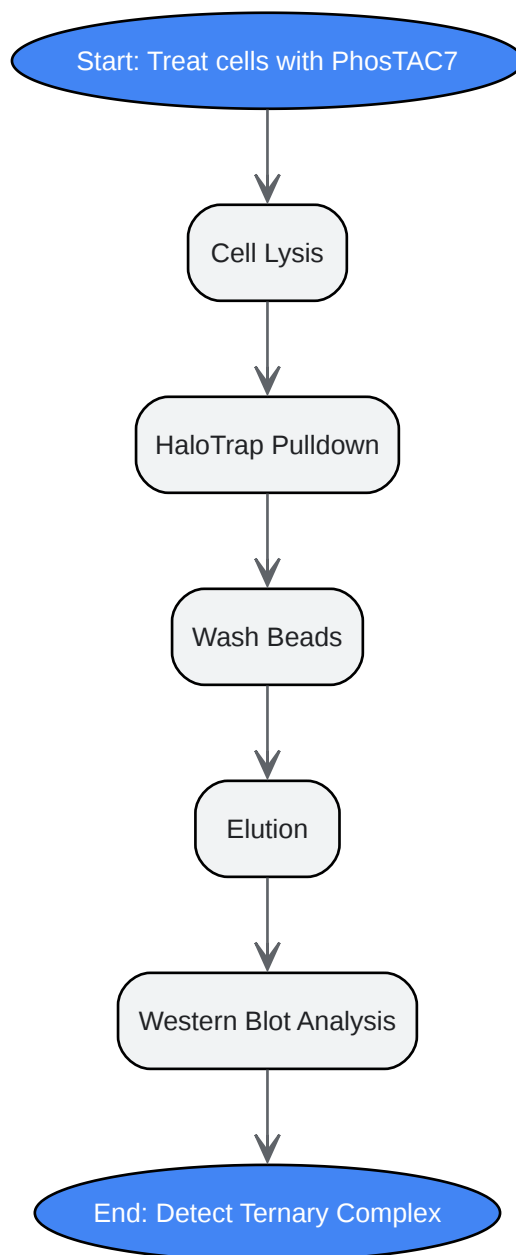 Start: Treat cells with PhosTAC7
Cell Lysis
HaloTrap Pulldown
Wash Beads
Elution
Western Blot Analysis
End: Detect Ternary Complex